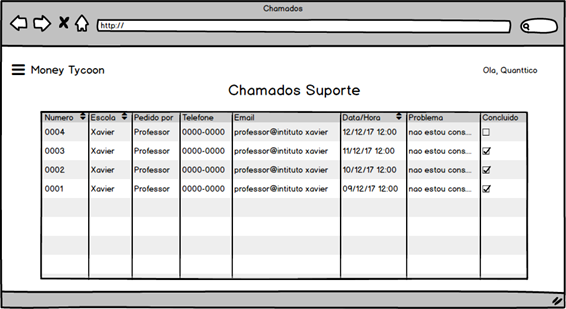 Chamados
http://
Money Tycoon
Ola, Quanttico
Chamados Suporte
Numero Escola Pedido por Telefone Email Data/Hora Problema Concluido
0004 Xavier Professor 0000-0000 professor@intituto xavier 12/12/17 12:00 nao estou cons...
0003 Xavier Professor 0000-0000 professor@intituto xavier 11/12/17 12:00 nao estou cons...
0002 Xavier Professor 0000-0000 professor@intituto xavier 10/12/17 12:00 nao estou cons...
0001 Xavier Professor 0000-0000 professor@intituto xavier 09/12/17 12:00 nao estou cons...